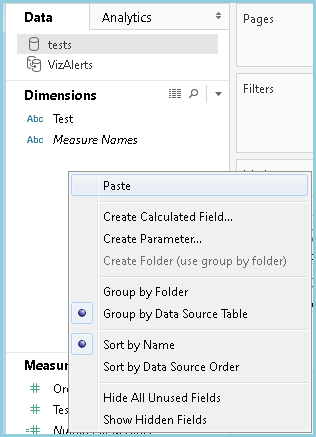 Data
Analytics
Pages
tests
VizAlerts
Filters
Dimensions
Abc Test
Abc Measure Names
Paste
Create Calculated Field...
Create Parameter...
Create Folder (use group by folder)
Group by Folder
Group by Data Source Table
Sort by Name
Sort by Data Source Order
Hide All Unused Fields
Show Hidden Fields